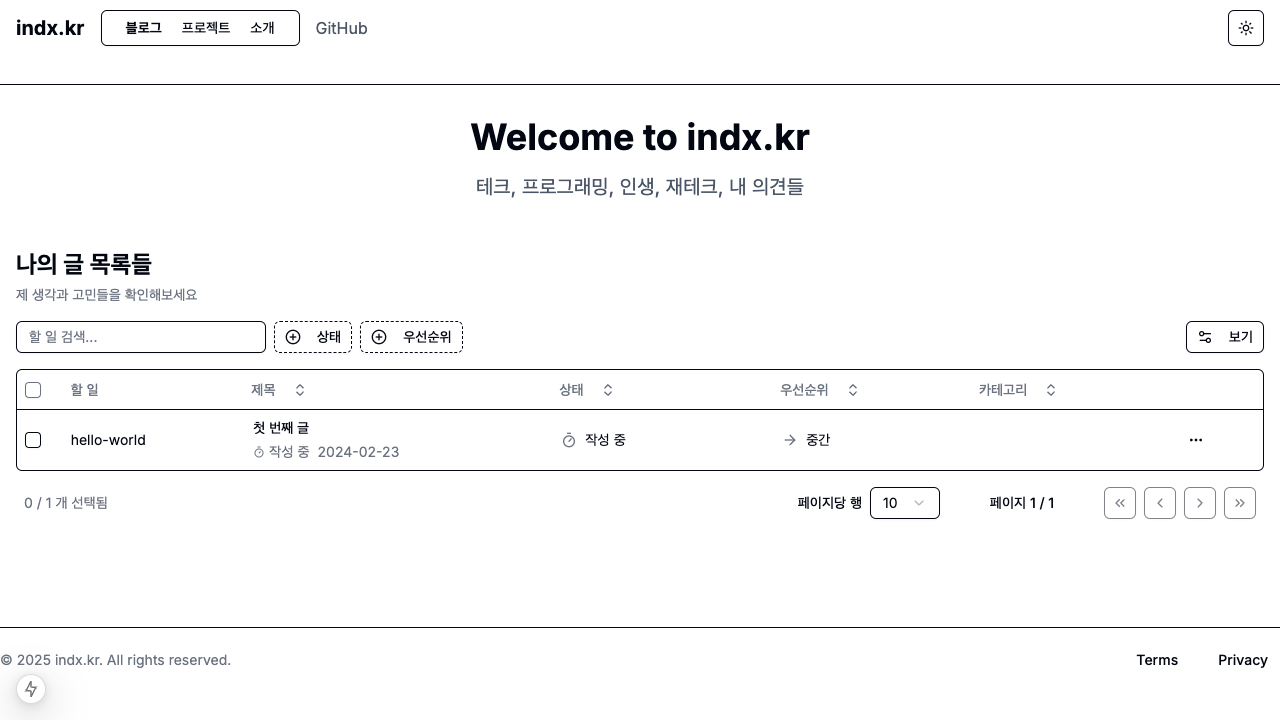 indx.kr 블로그 프로젝트 소개 GitHub
Welcome to indx.kr
테크, 프로그래밍, 인생, 재테크, 내 의견들
나의 글 목록들
제 생각과 고민들을 확인해보세요
할 일 검색... 상태 우선순위 보기
할 일 제목 상태 우선순위 카테고리
hello-world 첫 번째 글 작성 중 중간
작성 중 2024-02-23
0 / 1 개 선택됨 페이지당 행 10 페이지 1 / 1
© 2025 indx.kr. All rights reserved. Terms Privacy